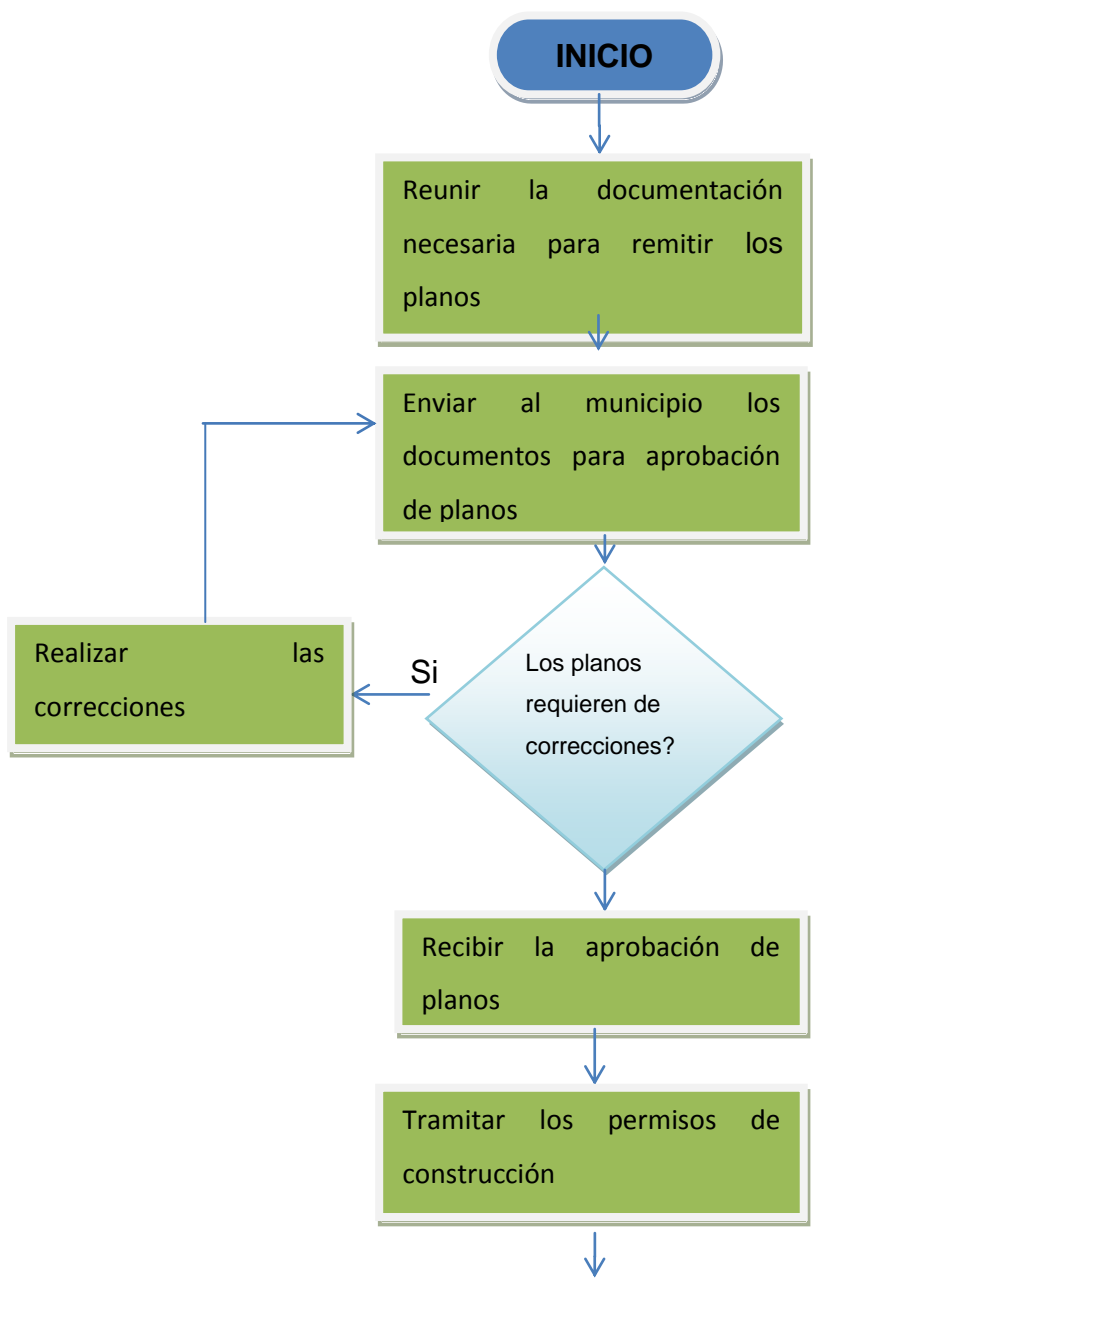 INICIO
Reunir la documentación
necesaria para remitir los
planos
Enviar al municipio los
documentos para aprobación
de planos
Realizar las
correcciones
Si
Los planos
requieren de
correcciones?
Recibir la aprobación de
planos
Tramitar los permisos de
construcción